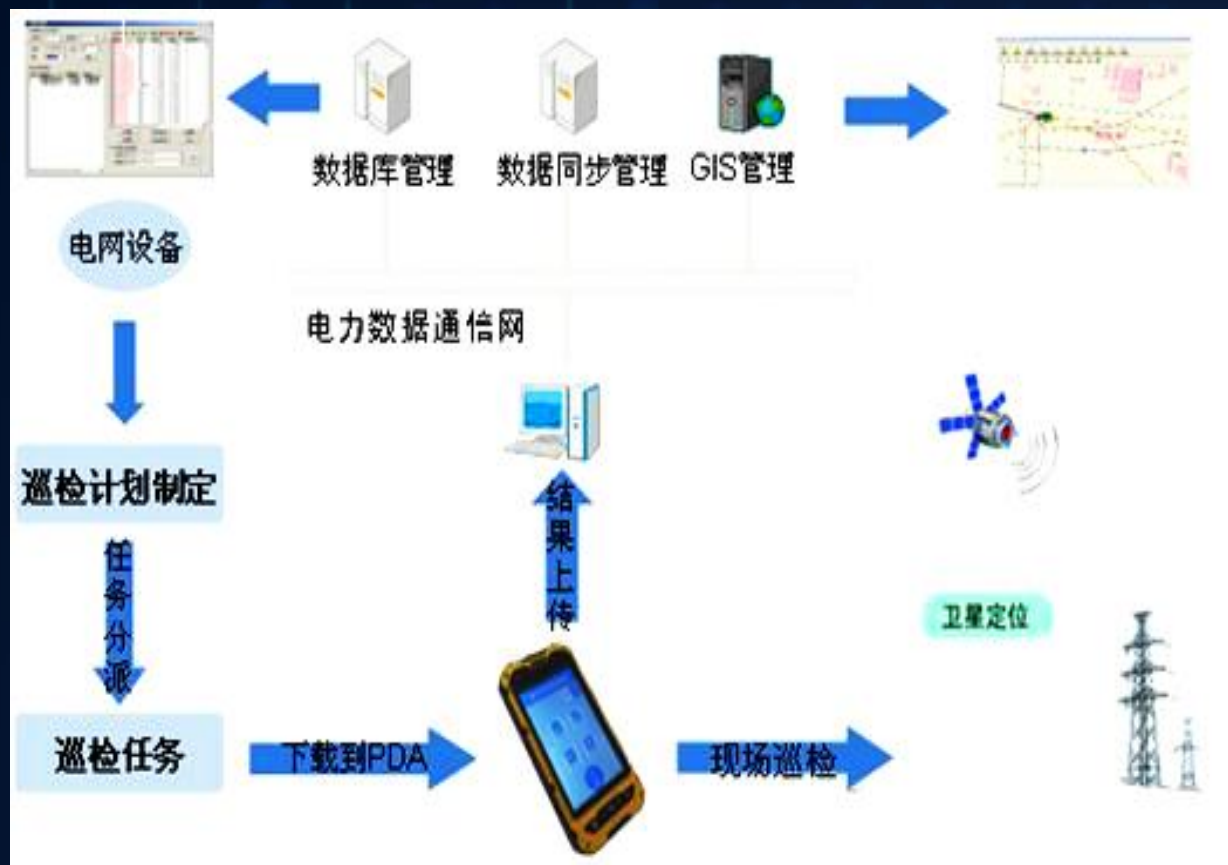 数据库管理
数据同步管理
GIS管理
电网设备
电力数据通信网
巡检计划制定
任务分派
结果上传
卫星定位
巡检任务
下载到PDA
现场巡检